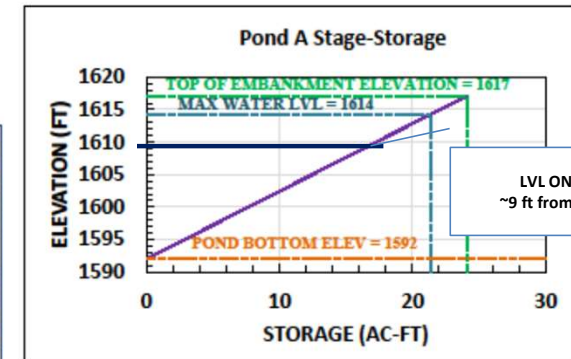 Pond A Stage-Storage
ELEVATION (FT)
1620
1615
1610
1605
1600
1595
1590
TOP OF EMBANKMENT ELEVATION = 1617
MAX WATER LVL = 1614
LVL ON
~9 ft from
POND BOTTOM ELEV = 1592
0 10 20 30
STORAGE (AC-FT)